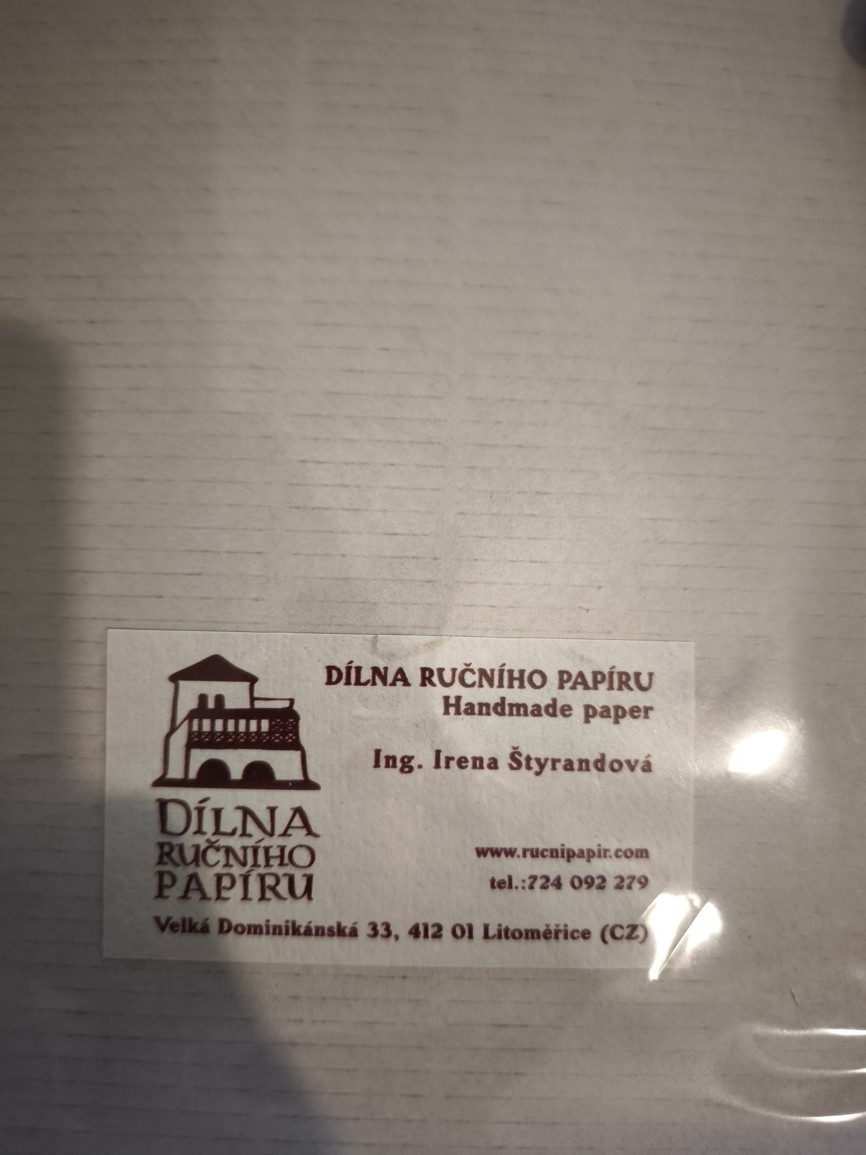 DÍLNA RUČNÍHO PAPÍRU
Handmade paper
Ing. Irena Štyrandová
DÍLNA
RUČNÍHO
PAPÍRU
www.rucnipapir.com
tel.:724 092 279
Velká Dominikánská 33, 412 01 Litoměřice (CZ)